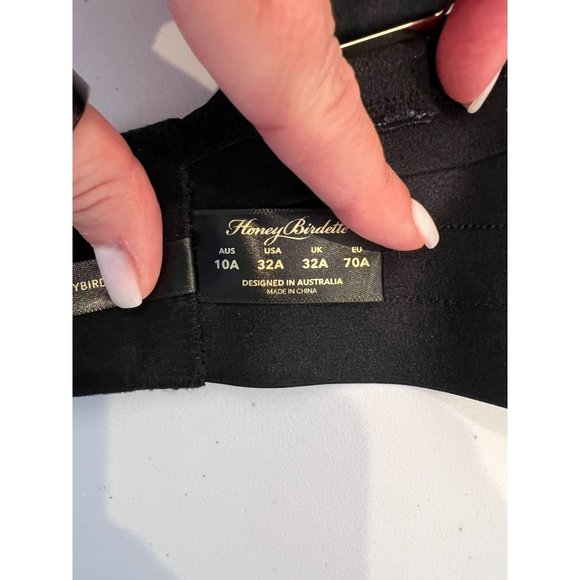 Honey Birdette
AUS USA UK EU
10A 32A 32A 70A
DESIGNED IN AUSTRALIA
MADE IN CHINA
YBIRD